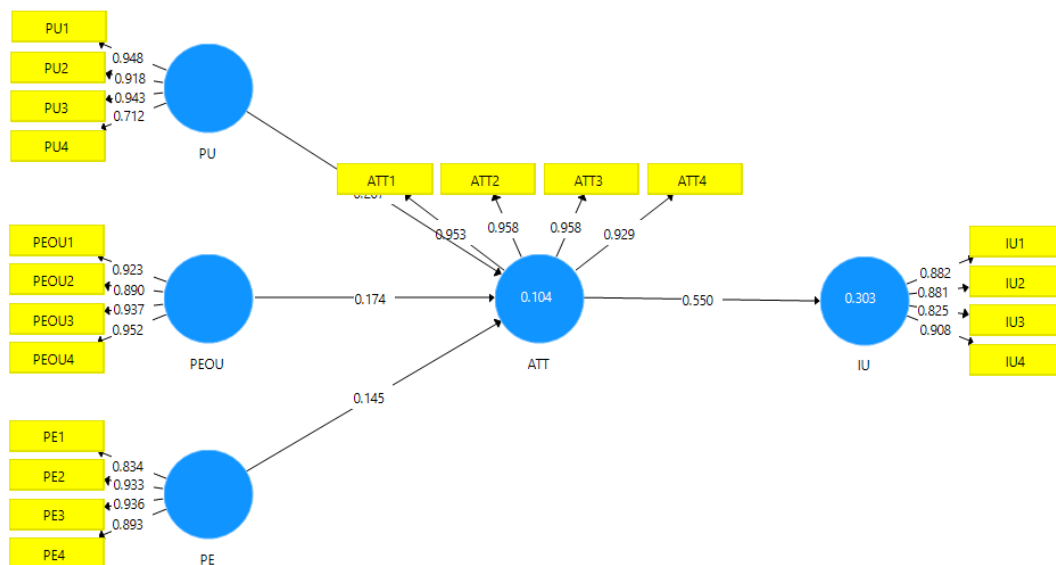 PU1
PU2
PU3
PU4
0.948
0.918
0.943
0.712
PU
ATT1
ATT2
ATT3
ATT4
0.953
0.958
0.958
0.929
PEOU1
PEOU2
PEOU3
PEOU4
0.923
0.890
0.937
0.952
PEOU
0.174
0.104
ATT
0.550
0.303
IU
0.882
0.881
0.825
0.908
IU1
IU2
IU3
IU4
0.145
PE1
PE2
PE3
PE4
0.834
0.933
0.936
0.893
PE